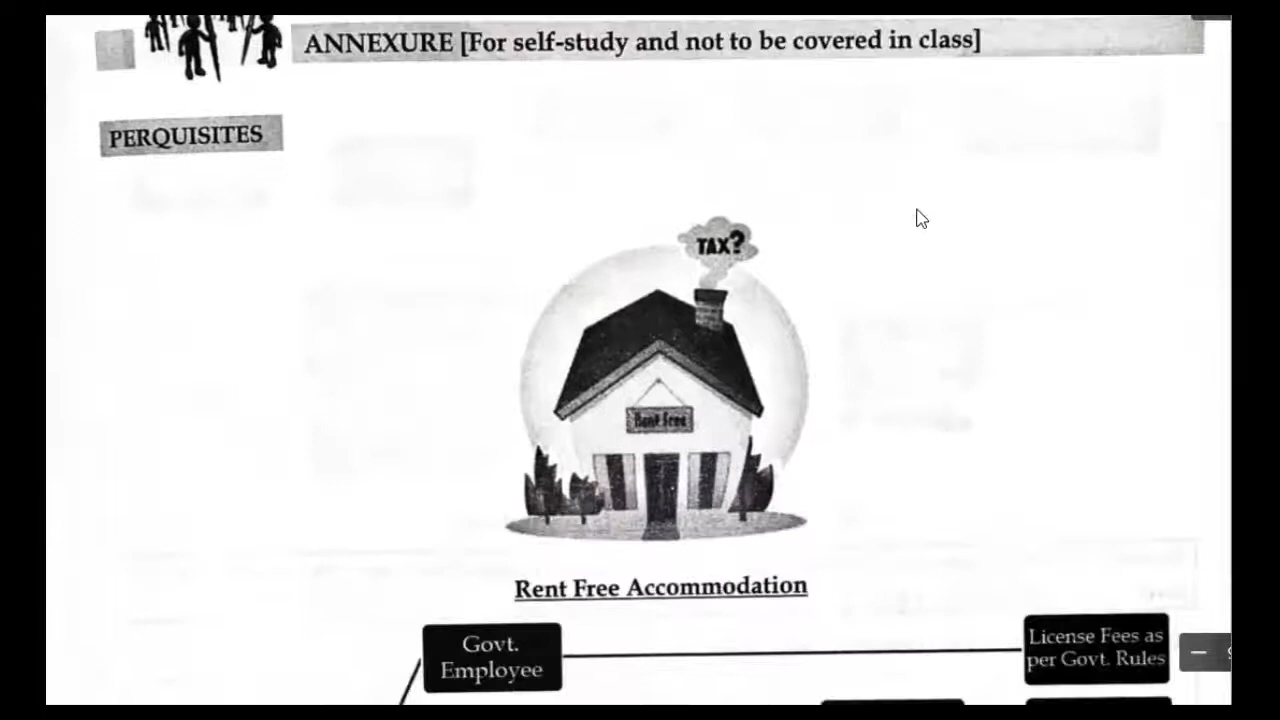 ANNEXURE [For self-study and not to be covered in class]
PERQUISITES
TAX?
Rent Free
Rent Free Accommodation
Govt.
Employee
License Fees as
per Govt. Rules